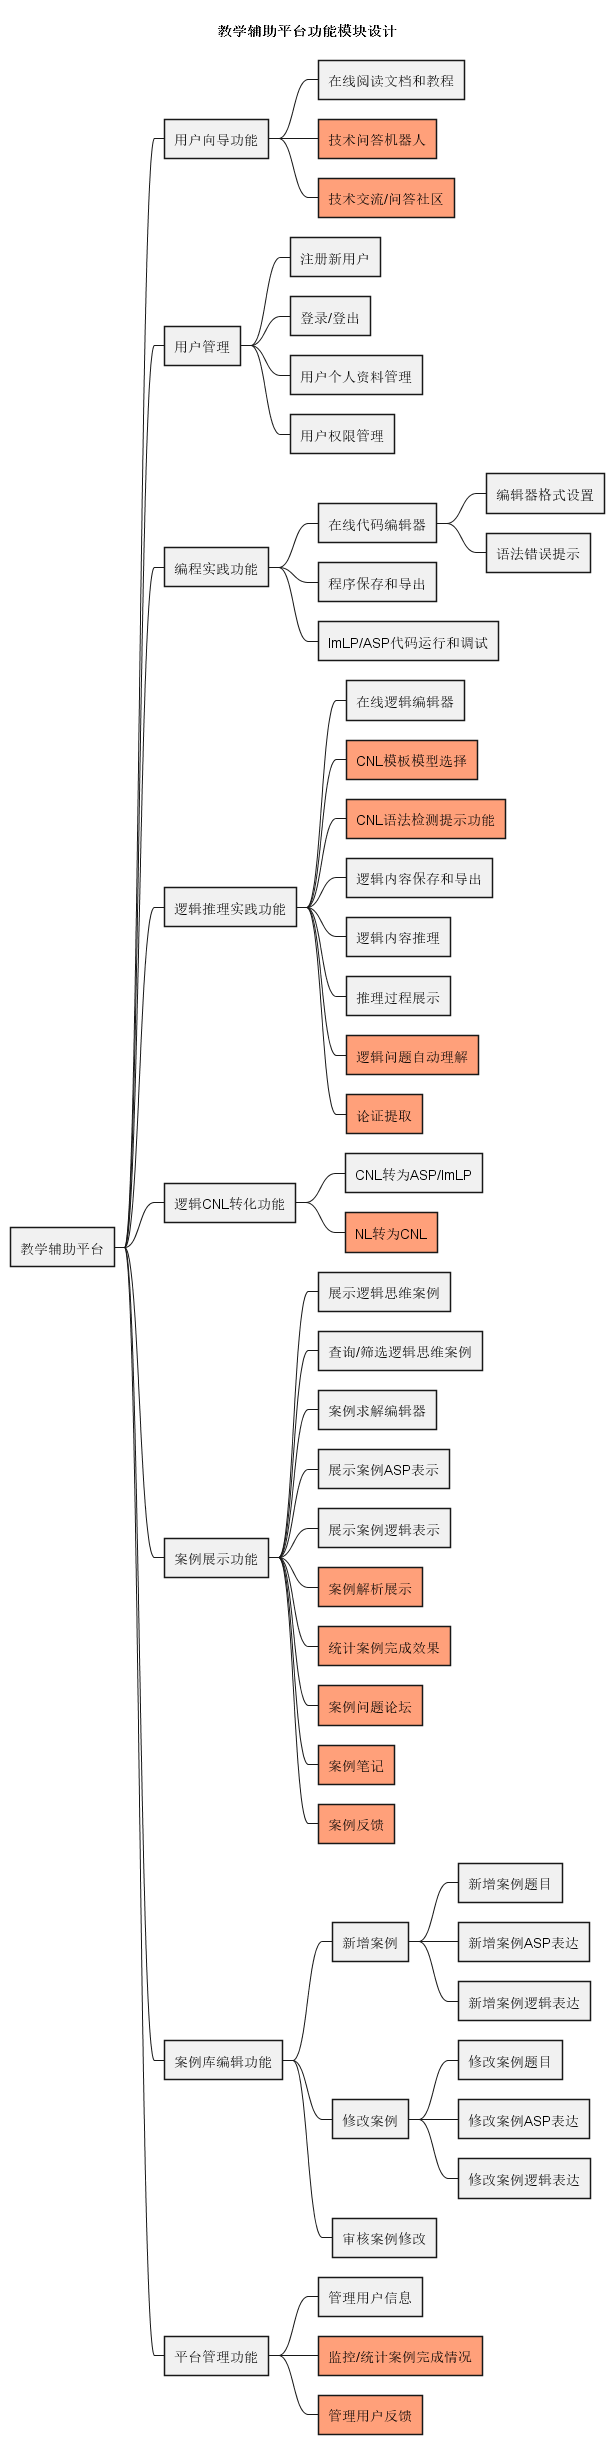 教学辅助平台功能模块设计
在线阅读文档和教程
用户向导功能
技术问答机器人
技术交流/问答社区
注册新用户
登录/登出
用户管理
用户个人资料管理
用户权限管理
编辑器格式设置
在线代码编辑器
语法错误提示
编程实践功能
程序保存和导出
ImLP/ASP代码运行和调试
在线逻辑编辑器
CNL模板模型选择
CNL语法检测提示功能
逻辑内容保存和导出
逻辑推理实践功能
逻辑内容推理
推理过程展示
逻辑问题自动理解
论证提取
CNL转为ASP/ImLP
逻辑CNL转化功能
NL转为CNL
教学辅助平台
展示逻辑思维案例
查询/筛选逻辑思维案例
案例求解编辑器
展示案例ASP表示
展示案例逻辑表示
案例展示功能
案例解析展示
统计案例完成效果
案例问题论坛
案例笔记
案例反馈
新增案例题目
新增案例
新增案例ASP表达
新增案例逻辑表达
案例库编辑功能
修改案例题目
修改案例
修改案例ASP表达
修改案例逻辑表达
审核案例修改
管理用户信息
平台管理功能
监控/统计案例完成情况
管理用户反馈